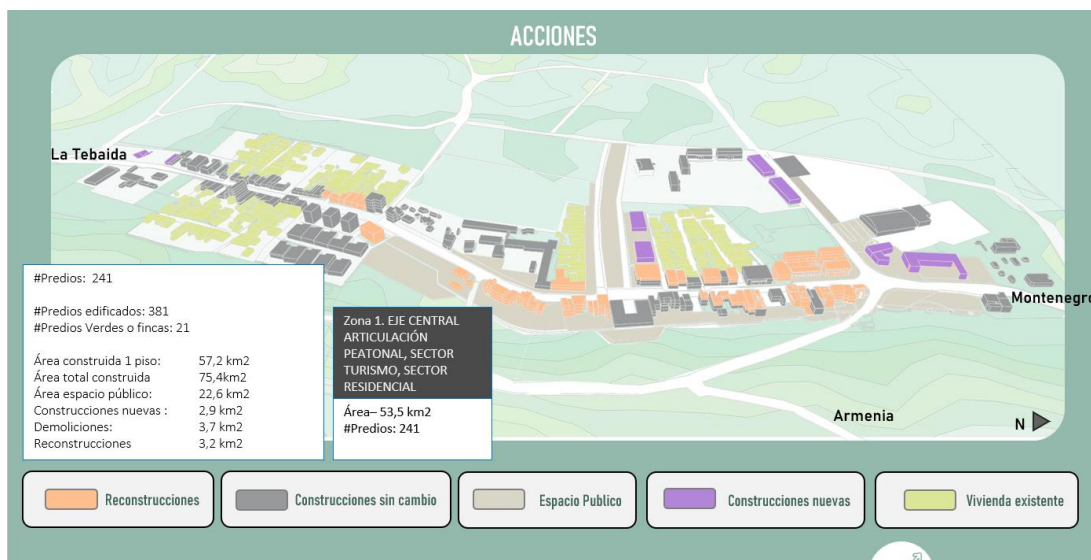 ACCIONES
La Tebaida
#Predios: 241
#Predios edificados: 381
#Predios Verdes o fincas: 21
Área construida 1 piso: 57,2 km2
Área total construida 75,4km2
Área espacio público: 22,6 km2
Construcciones nuevas : 2,9 km2
Demoliciones: 3,7 km2
Reconstrucciones 3,2 km2
Zona 1. EJE CENTRAL
ARTICULACIÓN
PEATONAL, SECTOR
TURISMO, SECTOR
RESIDENCIAL
Área– 53,5 km2
#Predios: 241
Montenegro
Armenia
N
Reconstrucciones
Construcciones sin cambio
Espacio Publico
Construcciones nuevas
Vivienda existente